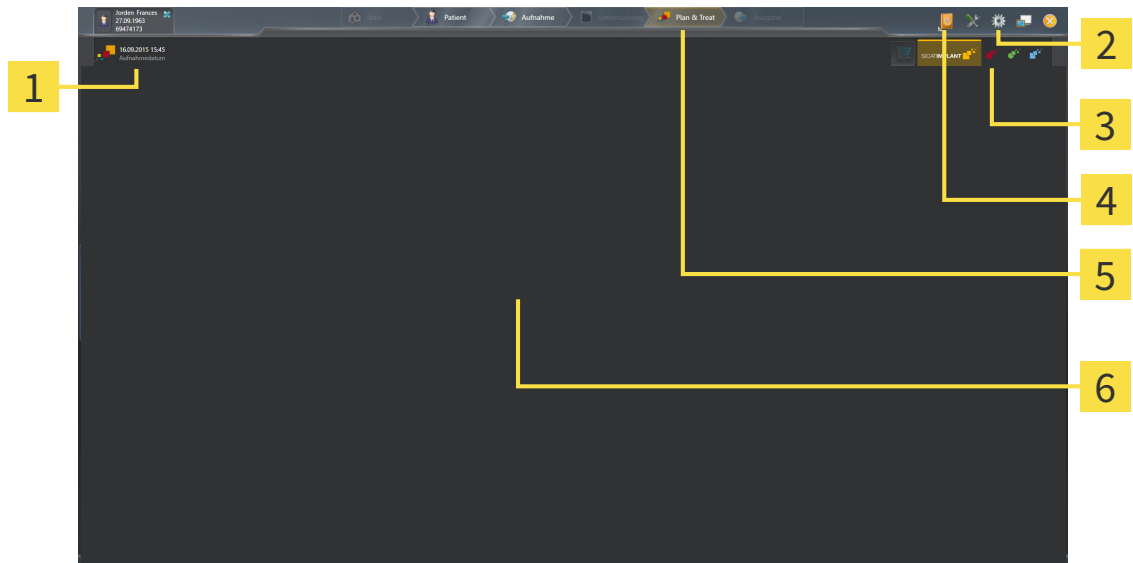 Jorden Frances
27.09.1963
69474173
Start
Patient
Aufnahme
Untersuchung
Plan & Treat
Ausgabe
16.09.2015 15:45
Aufnahmedatum
SICAT IMPLANT
1
2
3
4
5
6